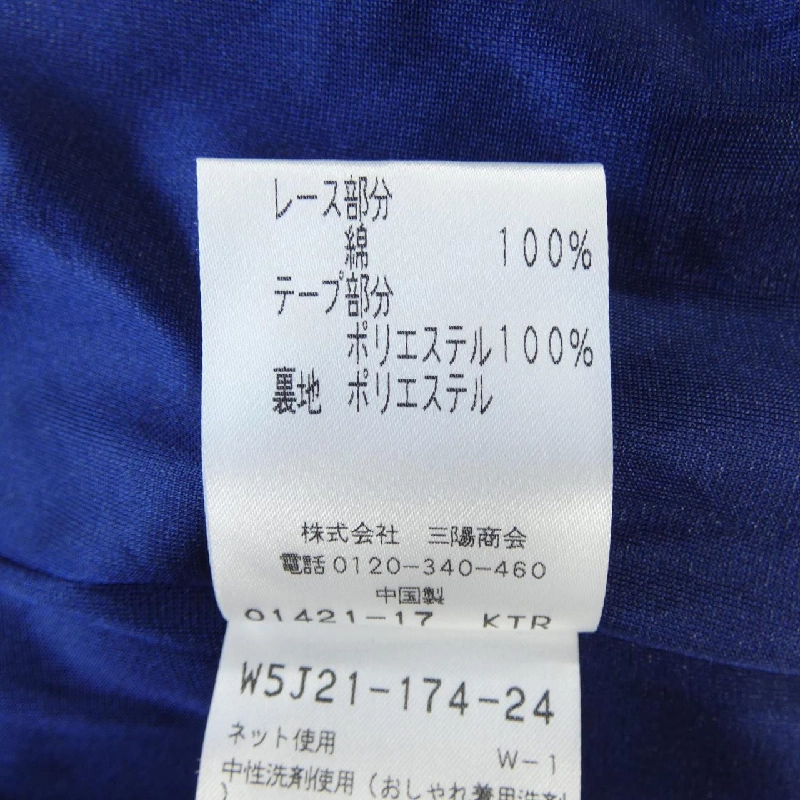 レース部分
綿 100%
テープ部分
ポリエステル100%
裏地 ポリエステル
株式会社 三陽商会
電話0120-340-460
中国製
01421-17 KTR
W5J21-174-24
ネット使用 W-1
中性洗剤使用(おしゃれ着用洗剤
)